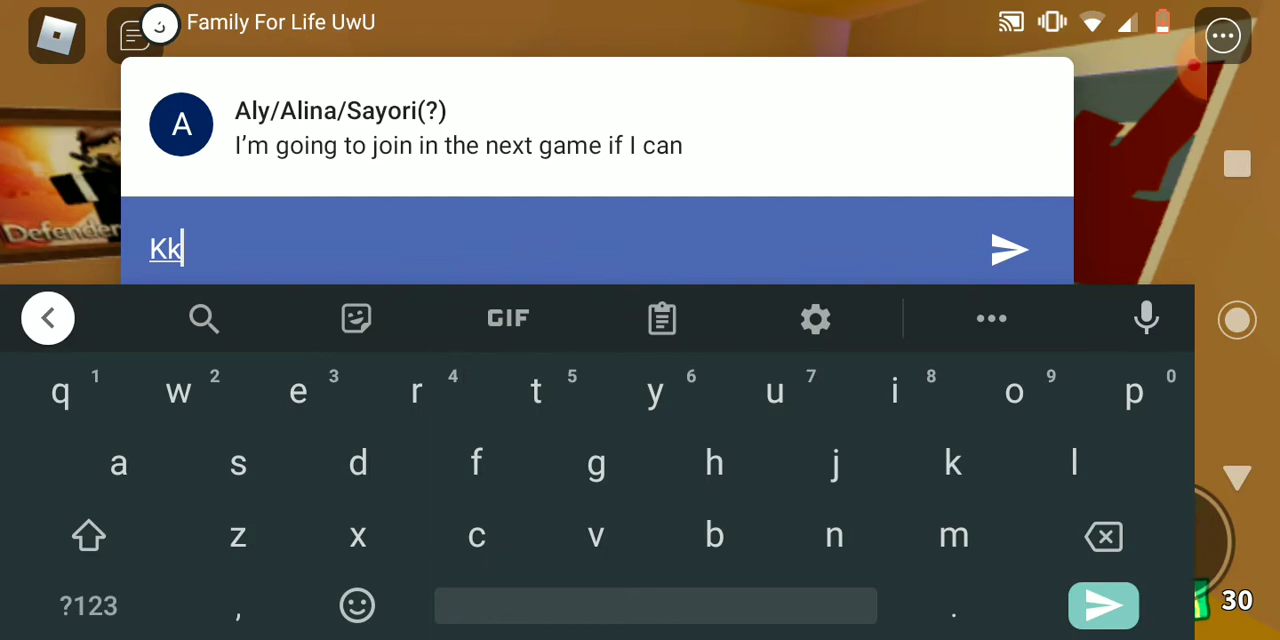 Family For Life UwU
A
Aly/Alina/Sayori(?)
I’m going to join in the next game if I can
Kk
GIF
q 1 w 2 e 3 r 4 t 5 y 6 u 7 i 8 o 9 p 0
a s d f g h j k l
z x c v b n m
?123 , .
Defender
30